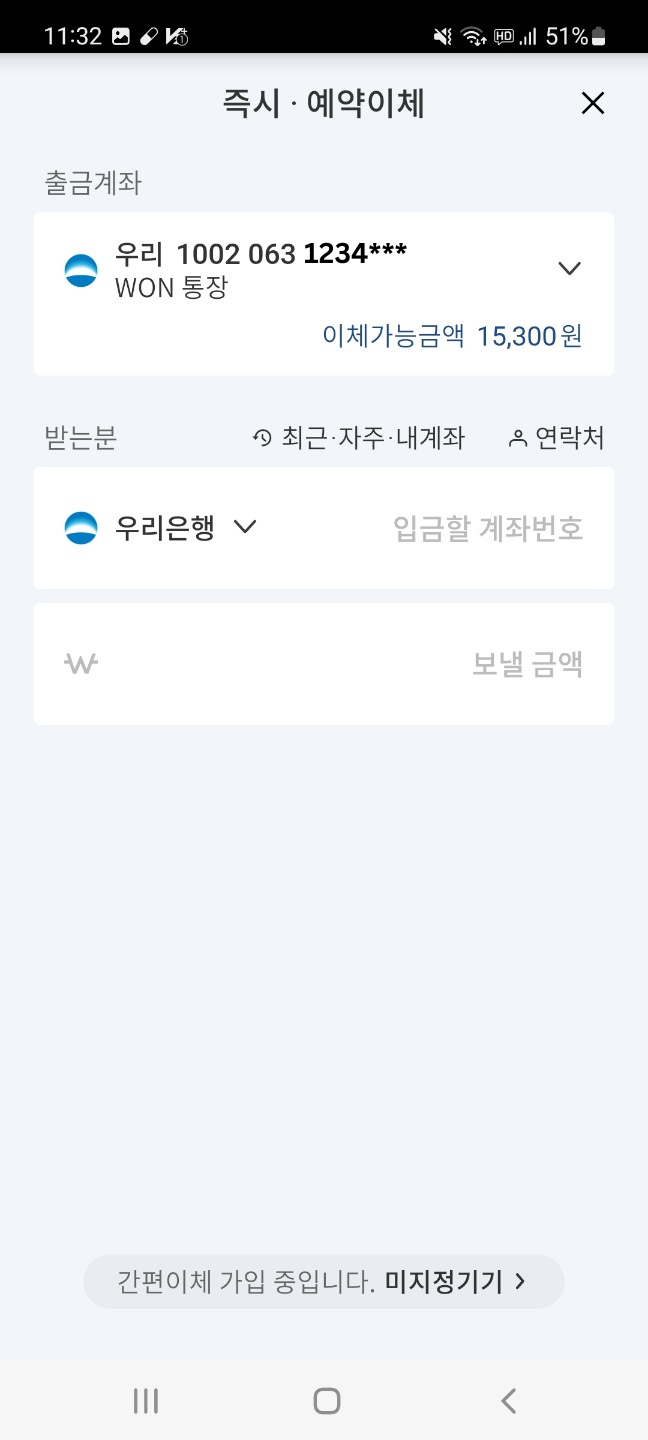 11:32 HD 51%
즉시 · 예약이체
출금계좌
우리 1002 063 1234***
WON 통장
이체가능금액 15,300원
받는분 최근·자주·내계좌 연락처
우리은행 입금할 계좌번호
₩ 보낼 금액
간편이체 가입 중입니다. 미지정기기 >